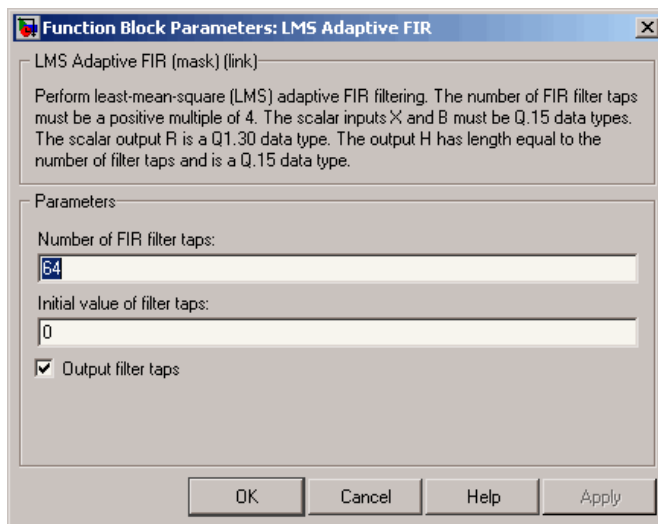 Function Block Parameters: LMS Adaptive FIR
LMS Adaptive FIR (mask) (link)
Perform least-mean-square (LMS) adaptive FIR filtering. The number of FIR filter taps
must be a positive multiple of 4. The scalar inputs X and B must be Q.15 data types.
The scalar output R is a Q1.30 data type. The output H has length equal to the
number of filter taps and is a Q.15 data type.
Parameters
Number of FIR filter taps:
64
Initial value of filter taps:
0
Output filter taps
OK Cancel Help Apply